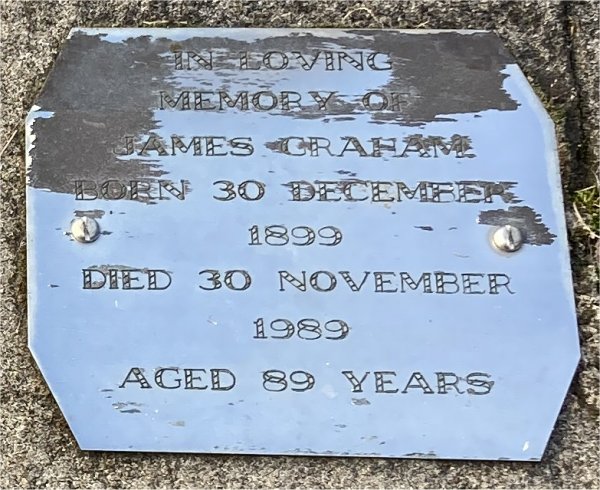 IN LOVING
MEMORY OF
JAMES GRAHAM
BORN 30 DECEMBER
1899
DIED 30 NOVEMBER
1989
AGED 89 YEARS